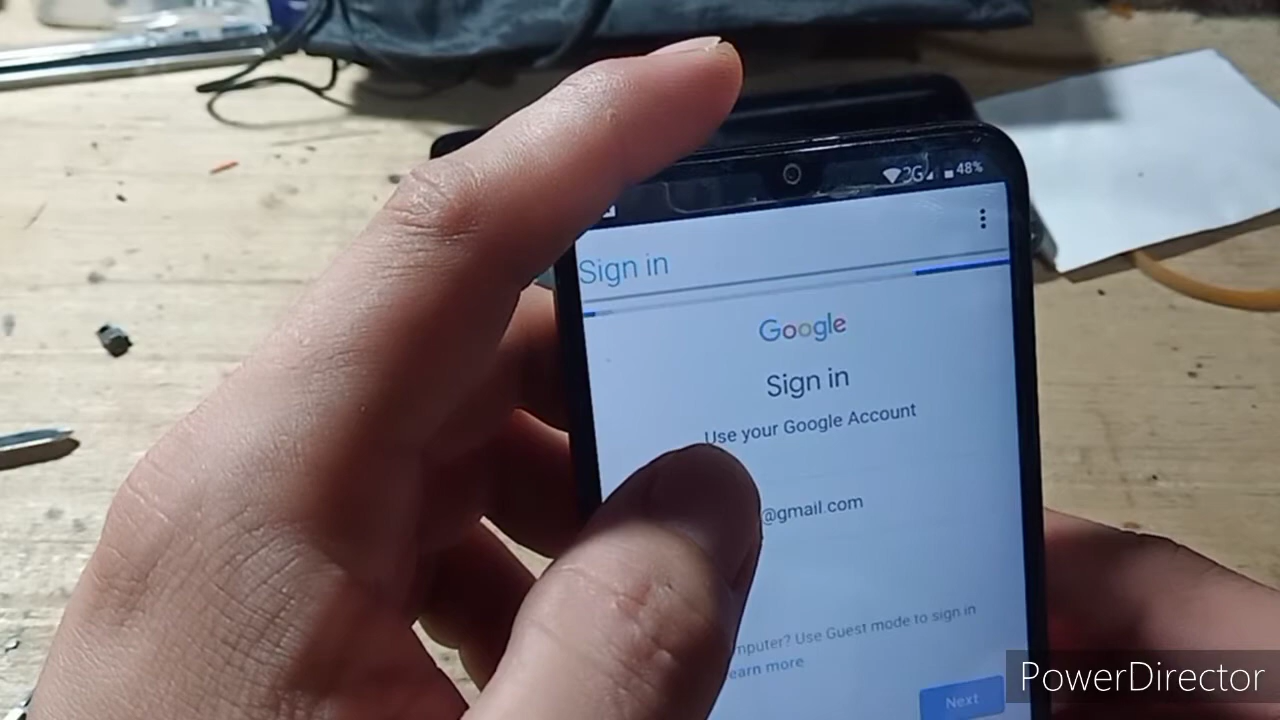 3G 48%
Sign in
Google
Sign in
Use your Google Account
@gmail.com
mputer? Use Guest mode to sign in
earn more
Next
PowerDirector